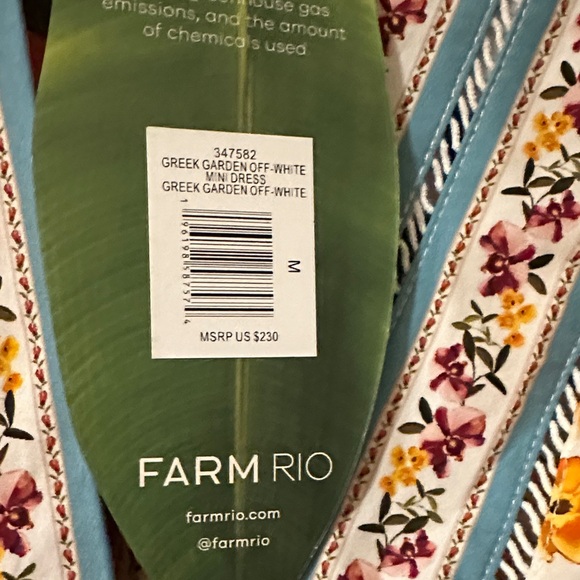 emissions, and the amount
of chemicals used
347582
GREEK GARDEN OFF-WHITE
MINI DRESS
GREEK GARDEN OFF-WHITE
M
MSRP US $230
FARM RIO
farmrio.com
@farmrio